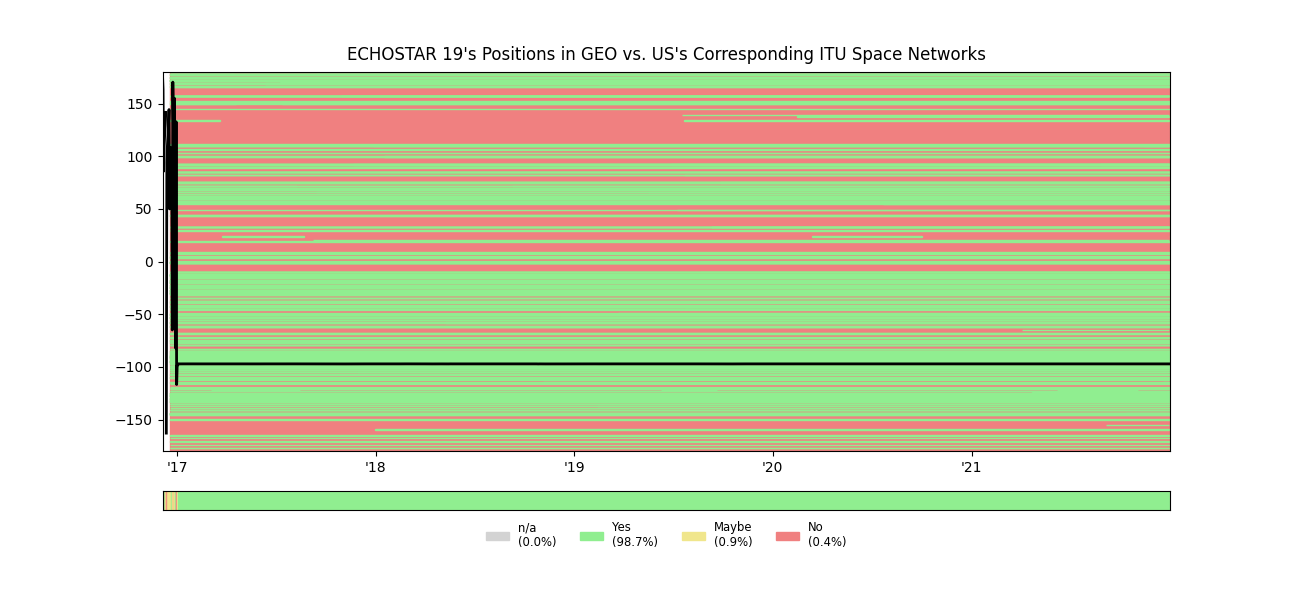 ECHOSTAR 19's Positions in GEO vs. US's Corresponding ITU Space Networks
150
100
50
0
−50
−100
−150
'17 '18 '19 '20 '21
n/a Yes Maybe No
(0.0%) (98.7%) (0.9%) (0.4%)